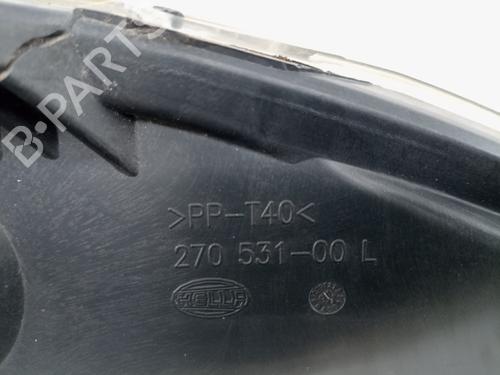 B-PARTS
>PP-T40<
270 531-00 L
HELLA